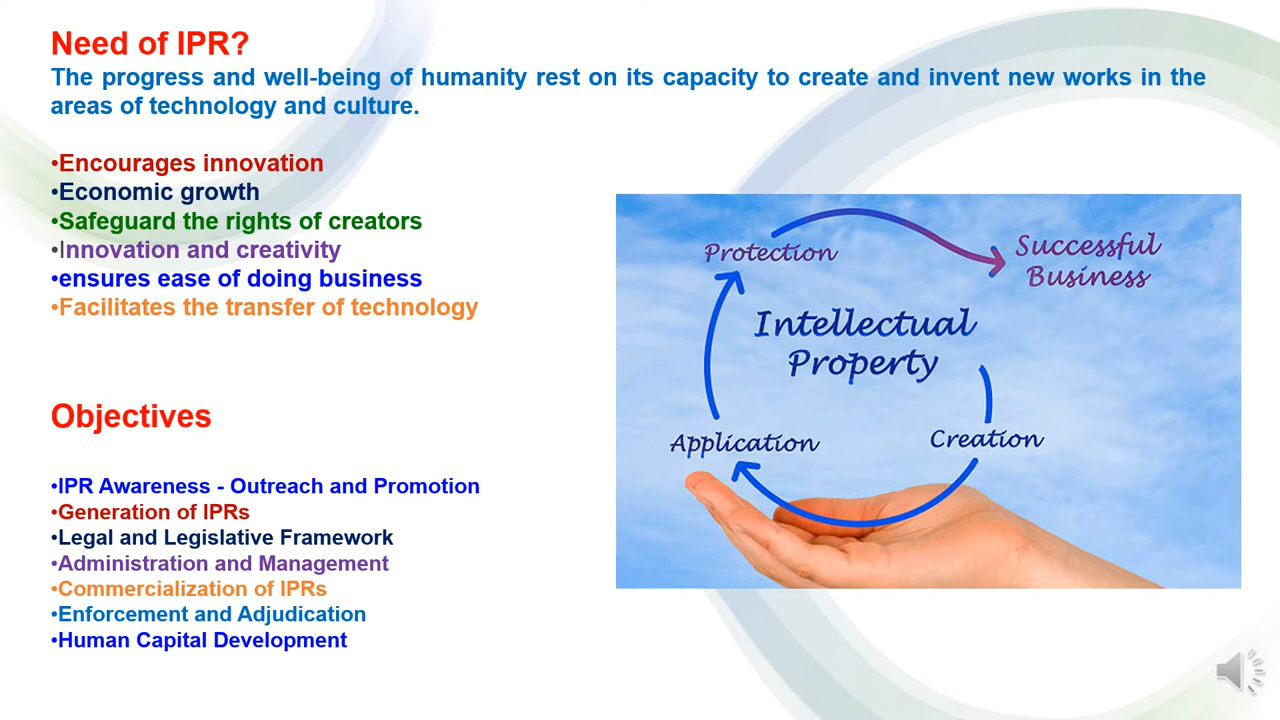 Need of IPR?
The progress and well-being of humanity rest on its capacity to create and invent new works in the
areas of technology and culture.
•Encourages innovation
•Economic growth
•Safeguard the rights of creators
•Innovation and creativity
•ensures ease of doing business
•Facilitates the transfer of technology
Objectives
•IPR Awareness - Outreach and Promotion
•Generation of IPRs
•Legal and Legislative Framework
•Administration and Management
•Commercialization of IPRs
•Enforcement and Adjudication
•Human Capital Development
Protection
Successful
Business
Intellectual
Property
Application
Creation